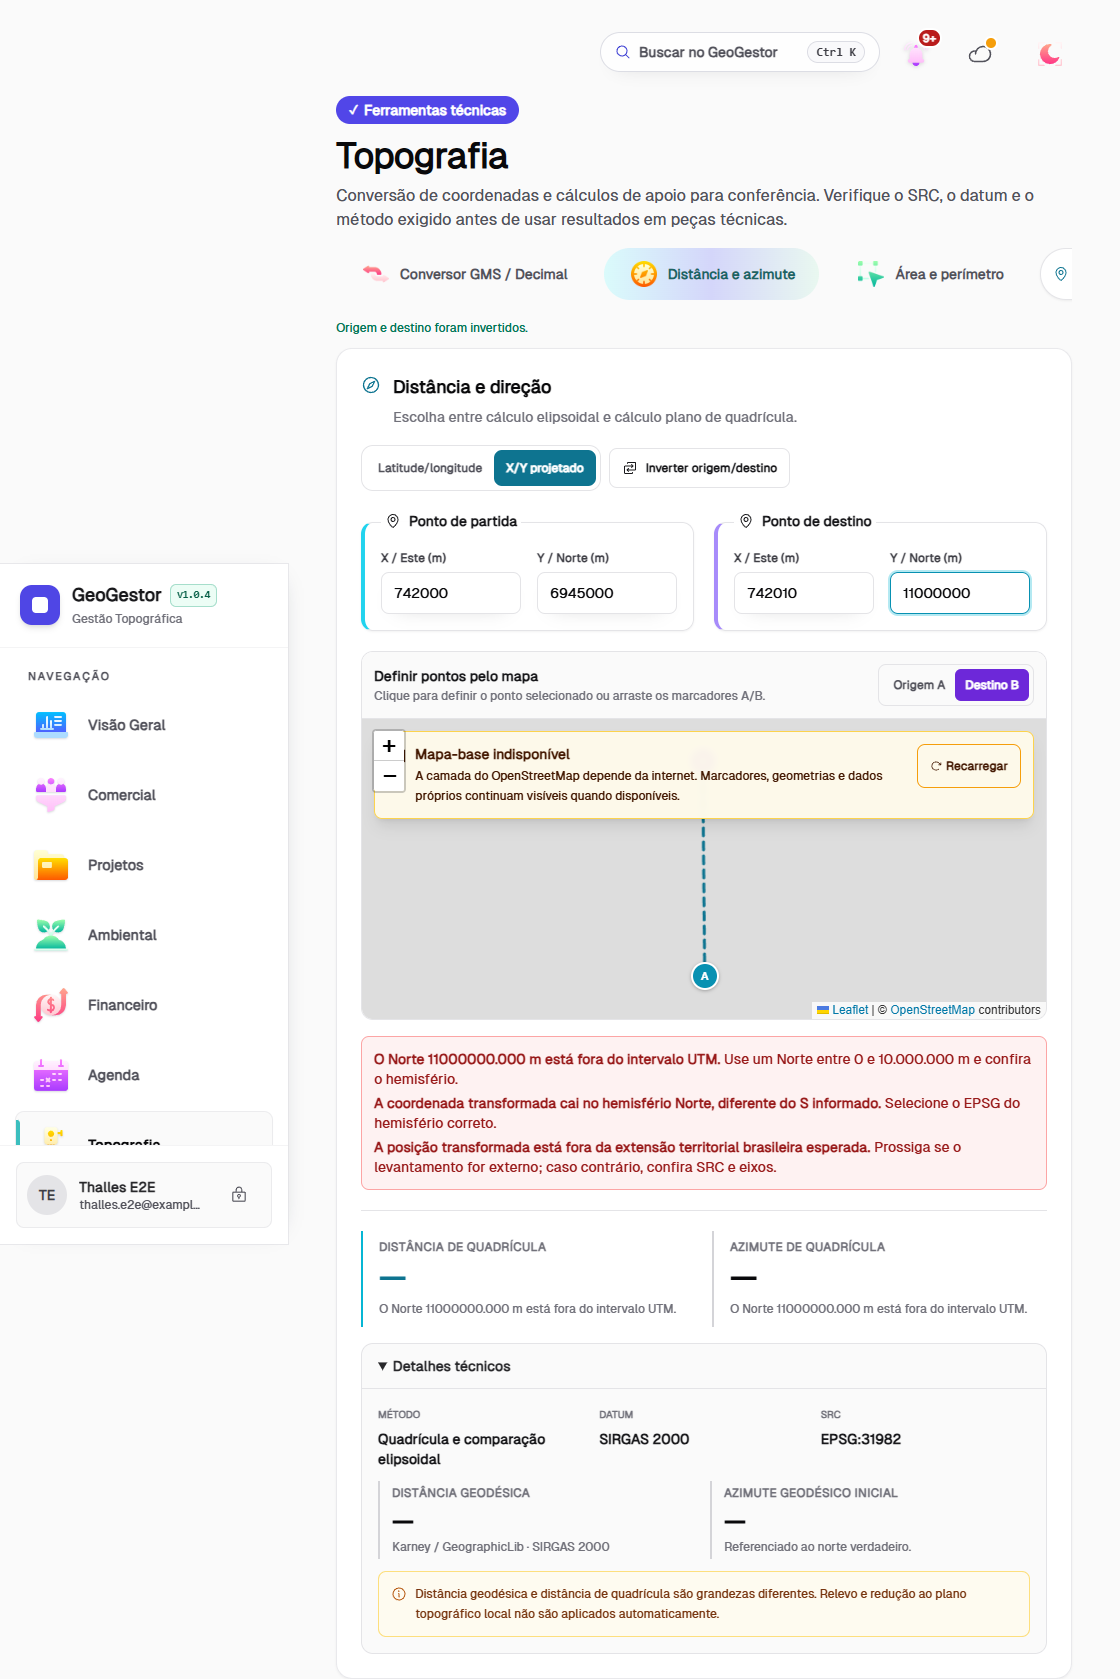 Buscar no GeoGestor
Ctrl K
9+
✓ Ferramentas técnicas
Topografia
Conversão de coordenadas e cálculos de apoio para conferência. Verifique o SRC, o datum e o
método exigido antes de usar resultados em peças técnicas.
Conversor GMS / Decimal
Distância e azimute
Área e perímetro
Origem e destino foram invertidos.
Distância e direção
Escolha entre cálculo elipsoidal e cálculo plano de quadrícula.
Latitude/longitude
X/Y projetado
Inverter origem/destino
Ponto de partida
X / Este (m)
Y / Norte (m)
742000
6945000
Ponto de destino
X / Este (m)
Y / Norte (m)
742010
11000000
Definir pontos pelo mapa
Clique para definir o ponto selecionado ou arraste os marcadores A/B.
Origem A
Destino B
+
−
Mapa-base indisponível
A camada do OpenStreetMap depende da internet. Marcadores, geometrias e dados
próprios continuam visíveis quando disponíveis.
Recarregar
A
Leaflet | © OpenStreetMap contributors
O Norte 11000000.000 m está fora do intervalo UTM. Use um Norte entre 0 e 10.000.000 m e confira
o hemisfério.
A coordenada transformada cai no hemisfério Norte, diferente do S informado. Selecione o EPSG do
hemisfério correto.
A posição transformada está fora da extensão territorial brasileira esperada. Prossiga se o
levantamento for externo; caso contrário, confira SRC e eixos.
DISTÂNCIA DE QUADRÍCULA
—
O Norte 11000000.000 m está fora do intervalo UTM.
AZIMUTE DE QUADRÍCULA
—
O Norte 11000000.000 m está fora do intervalo UTM.
▼ Detalhes técnicos
MÉTODO
Quadrícula e comparação
elipsoidal
DATUM
SIRGAS 2000
SRC
EPSG:31982
DISTÂNCIA GEODÉSICA
—
Karney / GeographicLib · SIRGAS 2000
AZIMUTE GEODÉSICO INICIAL
—
Referenciado ao norte verdadeiro.
Distância geodésica e distância de quadrícula são grandezas diferentes. Relevo e redução ao plano
topográfico local não são aplicados automaticamente.
GeoGestor
v1.0.4
Gestão Topográfica
NAVEGAÇÃO
Visão Geral
Comercial
Projetos
Ambiental
Financeiro
Agenda
Topografia
TE
Thalles E2E
thalles.e2e@exampl…